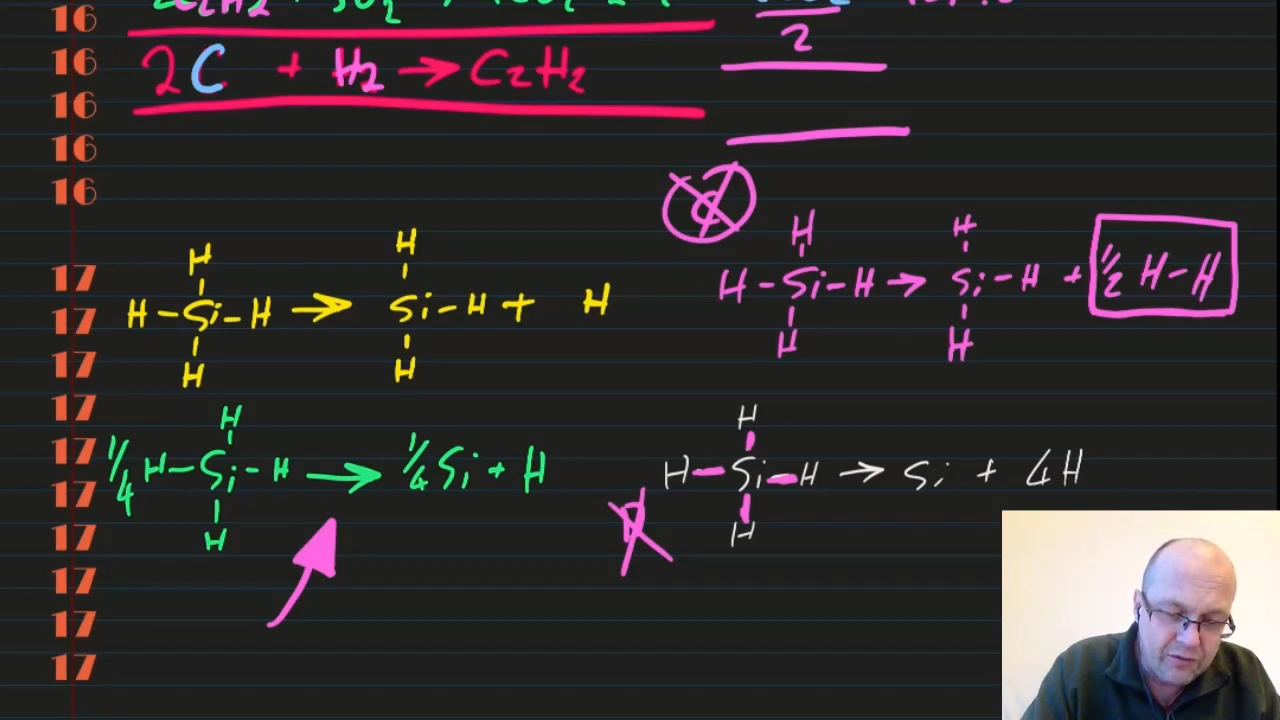 16
16 2C + H2 → C2H2
2
16
16
16
17 H-Si-H → Si-H + H
H
H
H
H
H-Si-H → Si-H + 1/2 H-H
H
H
H
H
17
17
17
17 1/4 H-Si-H → 1/4 Si + H
H
H
H-Si-H → Si + 4H
H
H
17
17
17
17
17